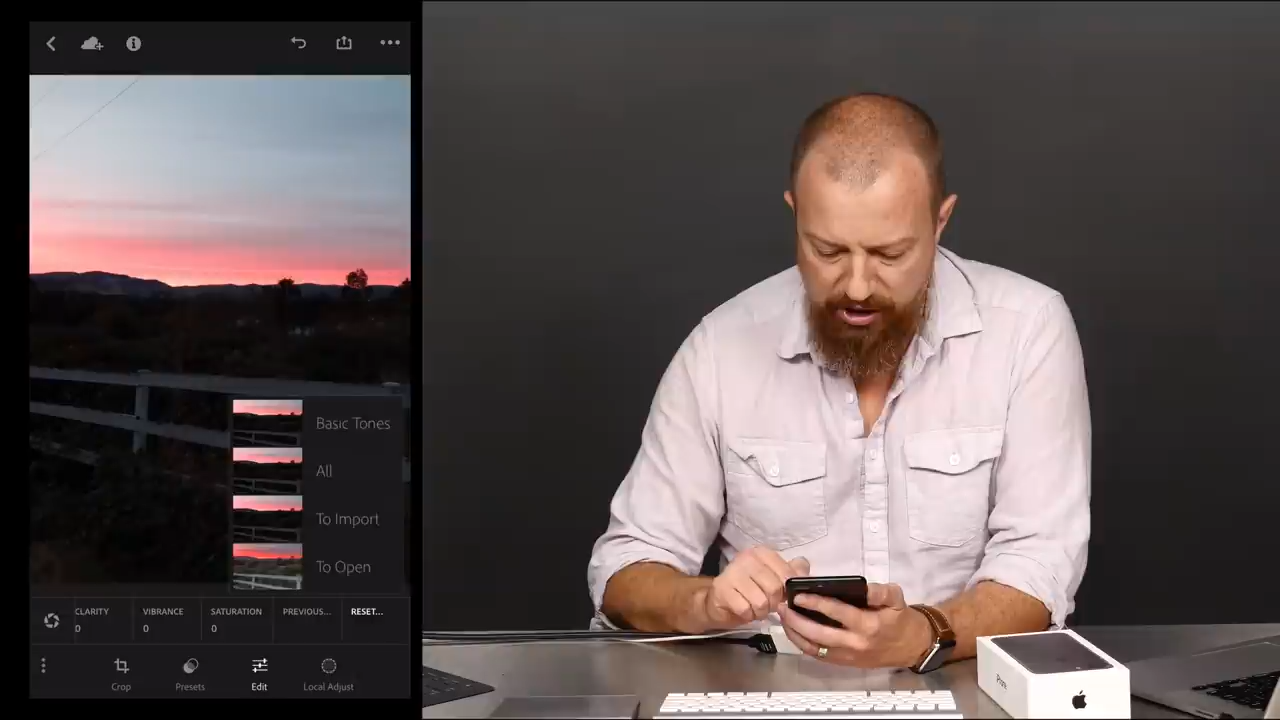 Basic Tones
All
To Import
To Open
CLARITY VIBRANCE SATURATION PREVIOUS... RESET...
0 0 0
Crop Presets Edit Local Adjust
iPhone